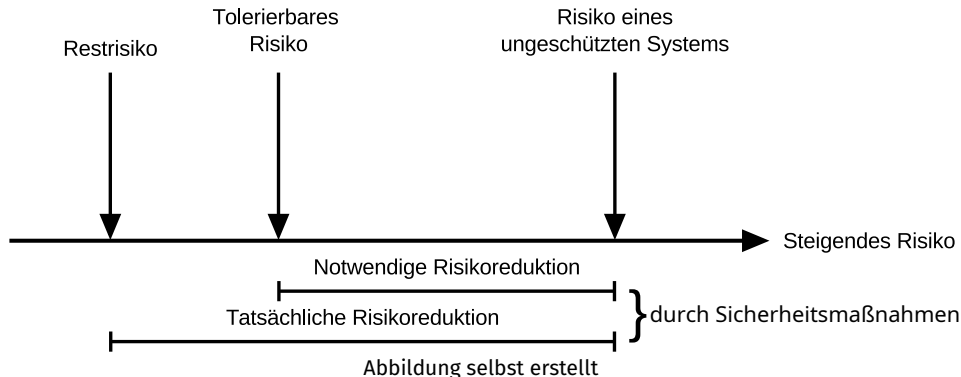 Restrisiko
Tolerierbares
Risiko
Risiko eines
ungeschützten Systems
Steigendes Risiko
Notwendige Risikoreduktion
Tatsächliche Risikoreduktion
durch Sicherheitsmaßnahmen
Abbildung selbst erstellt